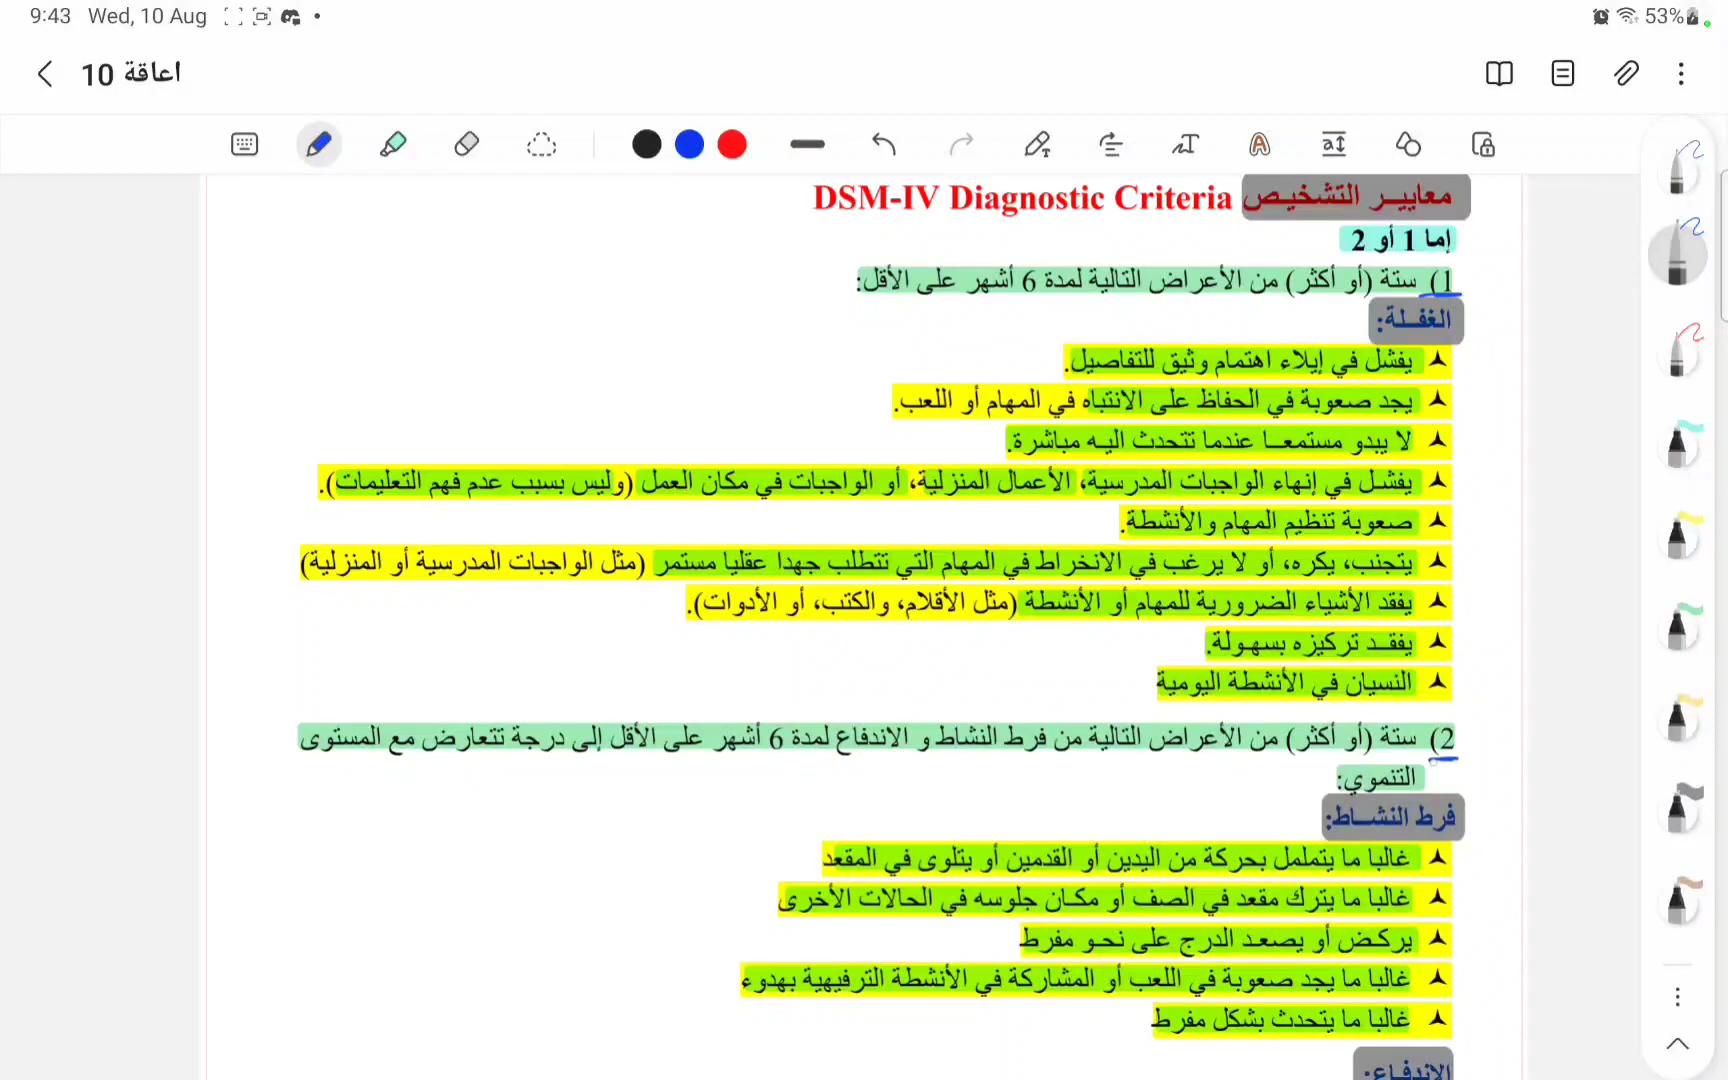 9:43 Wed, 10 Aug
53%
اعاقة 10
معايير التشخيص DSM-IV Diagnostic Criteria
إما 1 أو 2
1) ستة (أو أكثر) من الأعراض التالية لمدة 6 أشهر على الأقل:
الغفلة:
يفشل في إيلاء اهتمام وثيق للتفاصيل.
يجد صعوبة في الحفاظ على الانتباه في المهام أو اللعب.
لا يبدو مستمعا عندما تتحدث اليه مباشرة.
يفشل في إنهاء الواجبات المدرسية، الأعمال المنزلية، أو الواجبات في مكان العمل (وليس بسبب عدم فهم التعليمات).
صعوبة تنظيم المهام والأنشطة.
يتجنب، يكره، أو لا يرغب في الانخراط في المهام التي تتطلب جهدا عقليا مستمر (مثل الواجبات المدرسية أو المنزلية)
يفقد الأشياء الضرورية للمهام أو الأنشطة (مثل الأقلام، والكتب، أو الأدوات).
يفقد تركيزه بسهولة.
النسيان في الأنشطة اليومية
2) ستة (أو أكثر) من الأعراض التالية من فرط النشاط و الاندفاع لمدة 6 أشهر على الأقل إلى درجة تتعارض مع المستوى
التنموي:
فرط النشاط:
غالبا ما يتململ بحركة من اليدين أو القدمين أو يتلوى في المقعد
غالبا ما يترك مقعد في الصف أو مكان جلوسه في الحالات الأخرى
يركض أو يصعد الدرج على نحو مفرط
غالبا ما يجد صعوبة في اللعب أو المشاركة في الأنشطة الترفيهية بهدوء
غالبا ما يتحدث بشكل مفرط
الاندفاع: